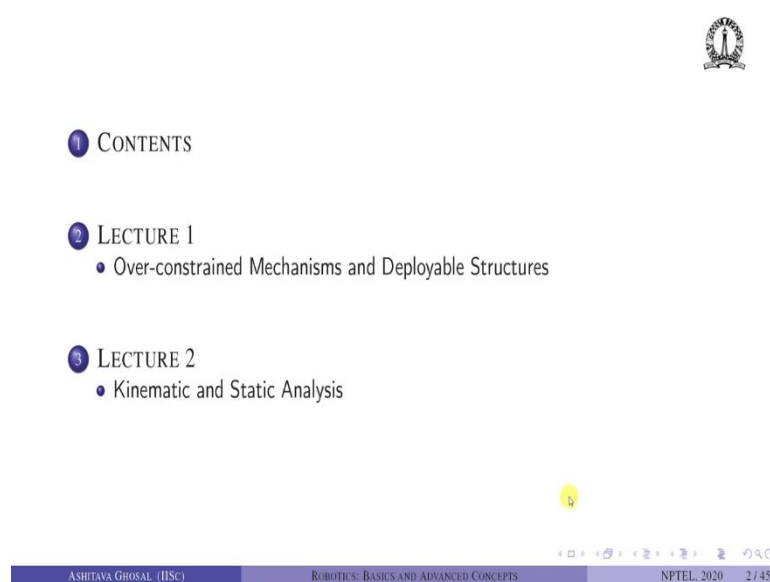 1 CONTENTS
2 LECTURE 1
• Over-constrained Mechanisms and Deployable Structures
3 LECTURE 2
• Kinematic and Static Analysis
ASHITAVA GHOSAL (IISC) ROBOTICS: BASICS AND ADVANCED CONCEPTS NPTEL, 2020 2 / 45